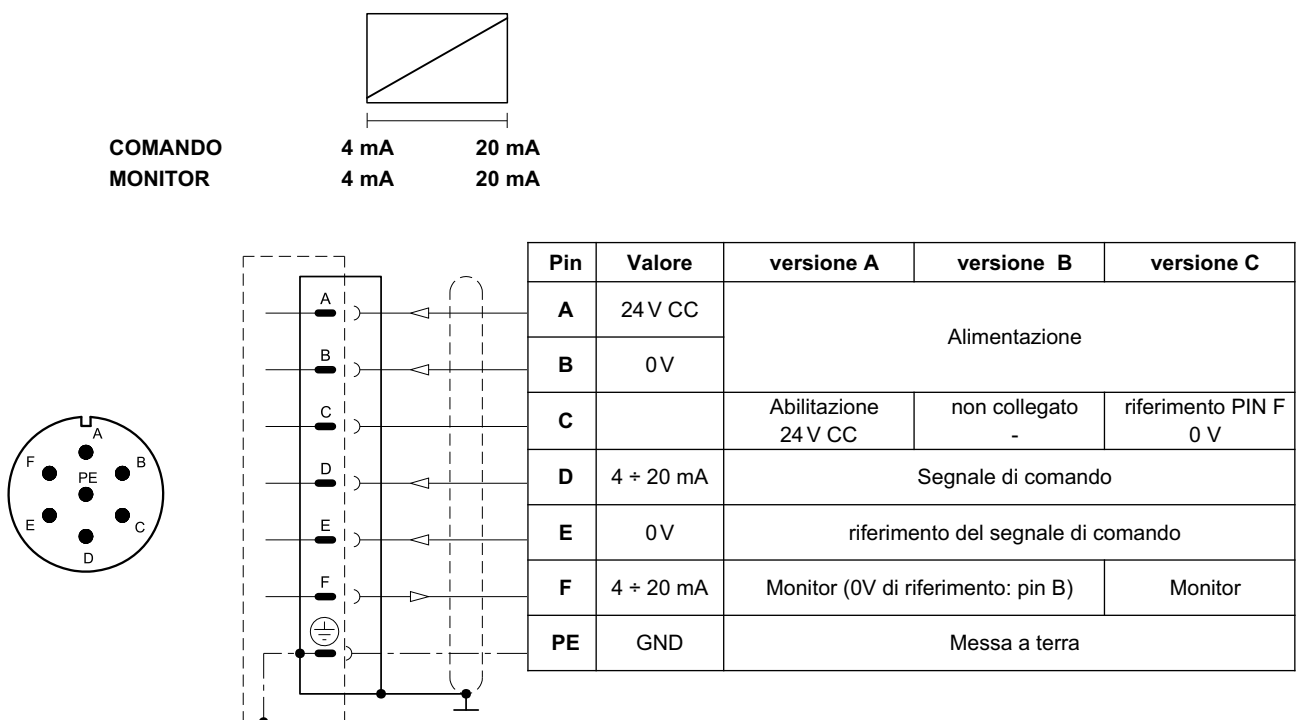 COMANDO 4 mA 20 mA
MONITOR 4 mA 20 mA
Pin Valore versione A versione B versione C
A A 24 V CC Alimentazione
B B 0 V
C C Abilitazione 24 V CC non collegato - riferimento PIN F 0 V
D D 4 ÷ 20 mA Segnale di comando
E E 0 V riferimento del segnale di comando
F F 4 ÷ 20 mA Monitor (0V di riferimento: pin B) Monitor
PE GND Messa a terra
A
F B
PE
E C
D